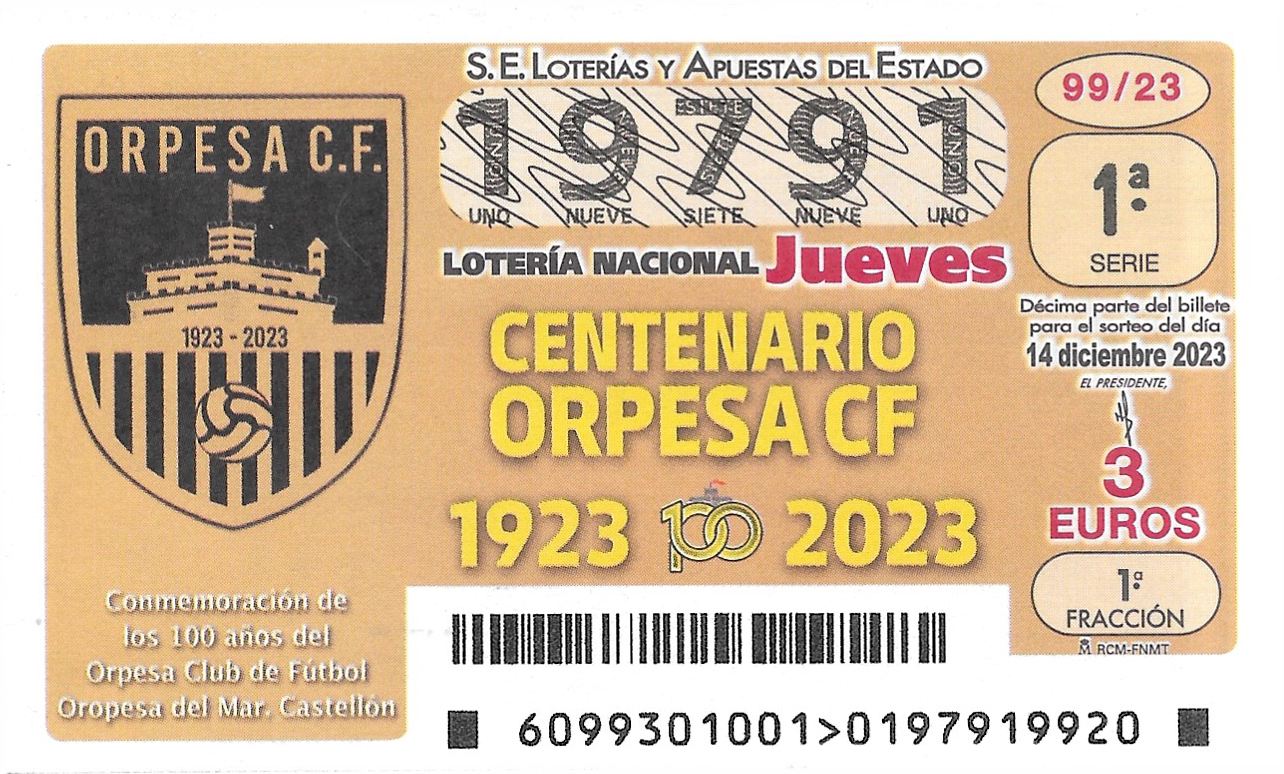 ORPESA C.F.
1923 - 2023
Conmemoración de
los 100 años del
Orpesa Club de Fútbol
Oropesa del Mar. Castellón
S.E. LOTERÍAS Y APUESTAS DEL ESTADO
19791
UNO NUEVE SIETE NUEVE UNO
LOTERÍA NACIONAL Jueves
CENTENARIO
ORPESA CF
1923 100 2023
99/23
1ª
SERIE
Décima parte del billete
para el sorteo del día
14 diciembre 2023
EL PRESIDENTE,
3
EUROS
1ª
FRACCIÓN
RCM-FNMT
6099301001>0197919920